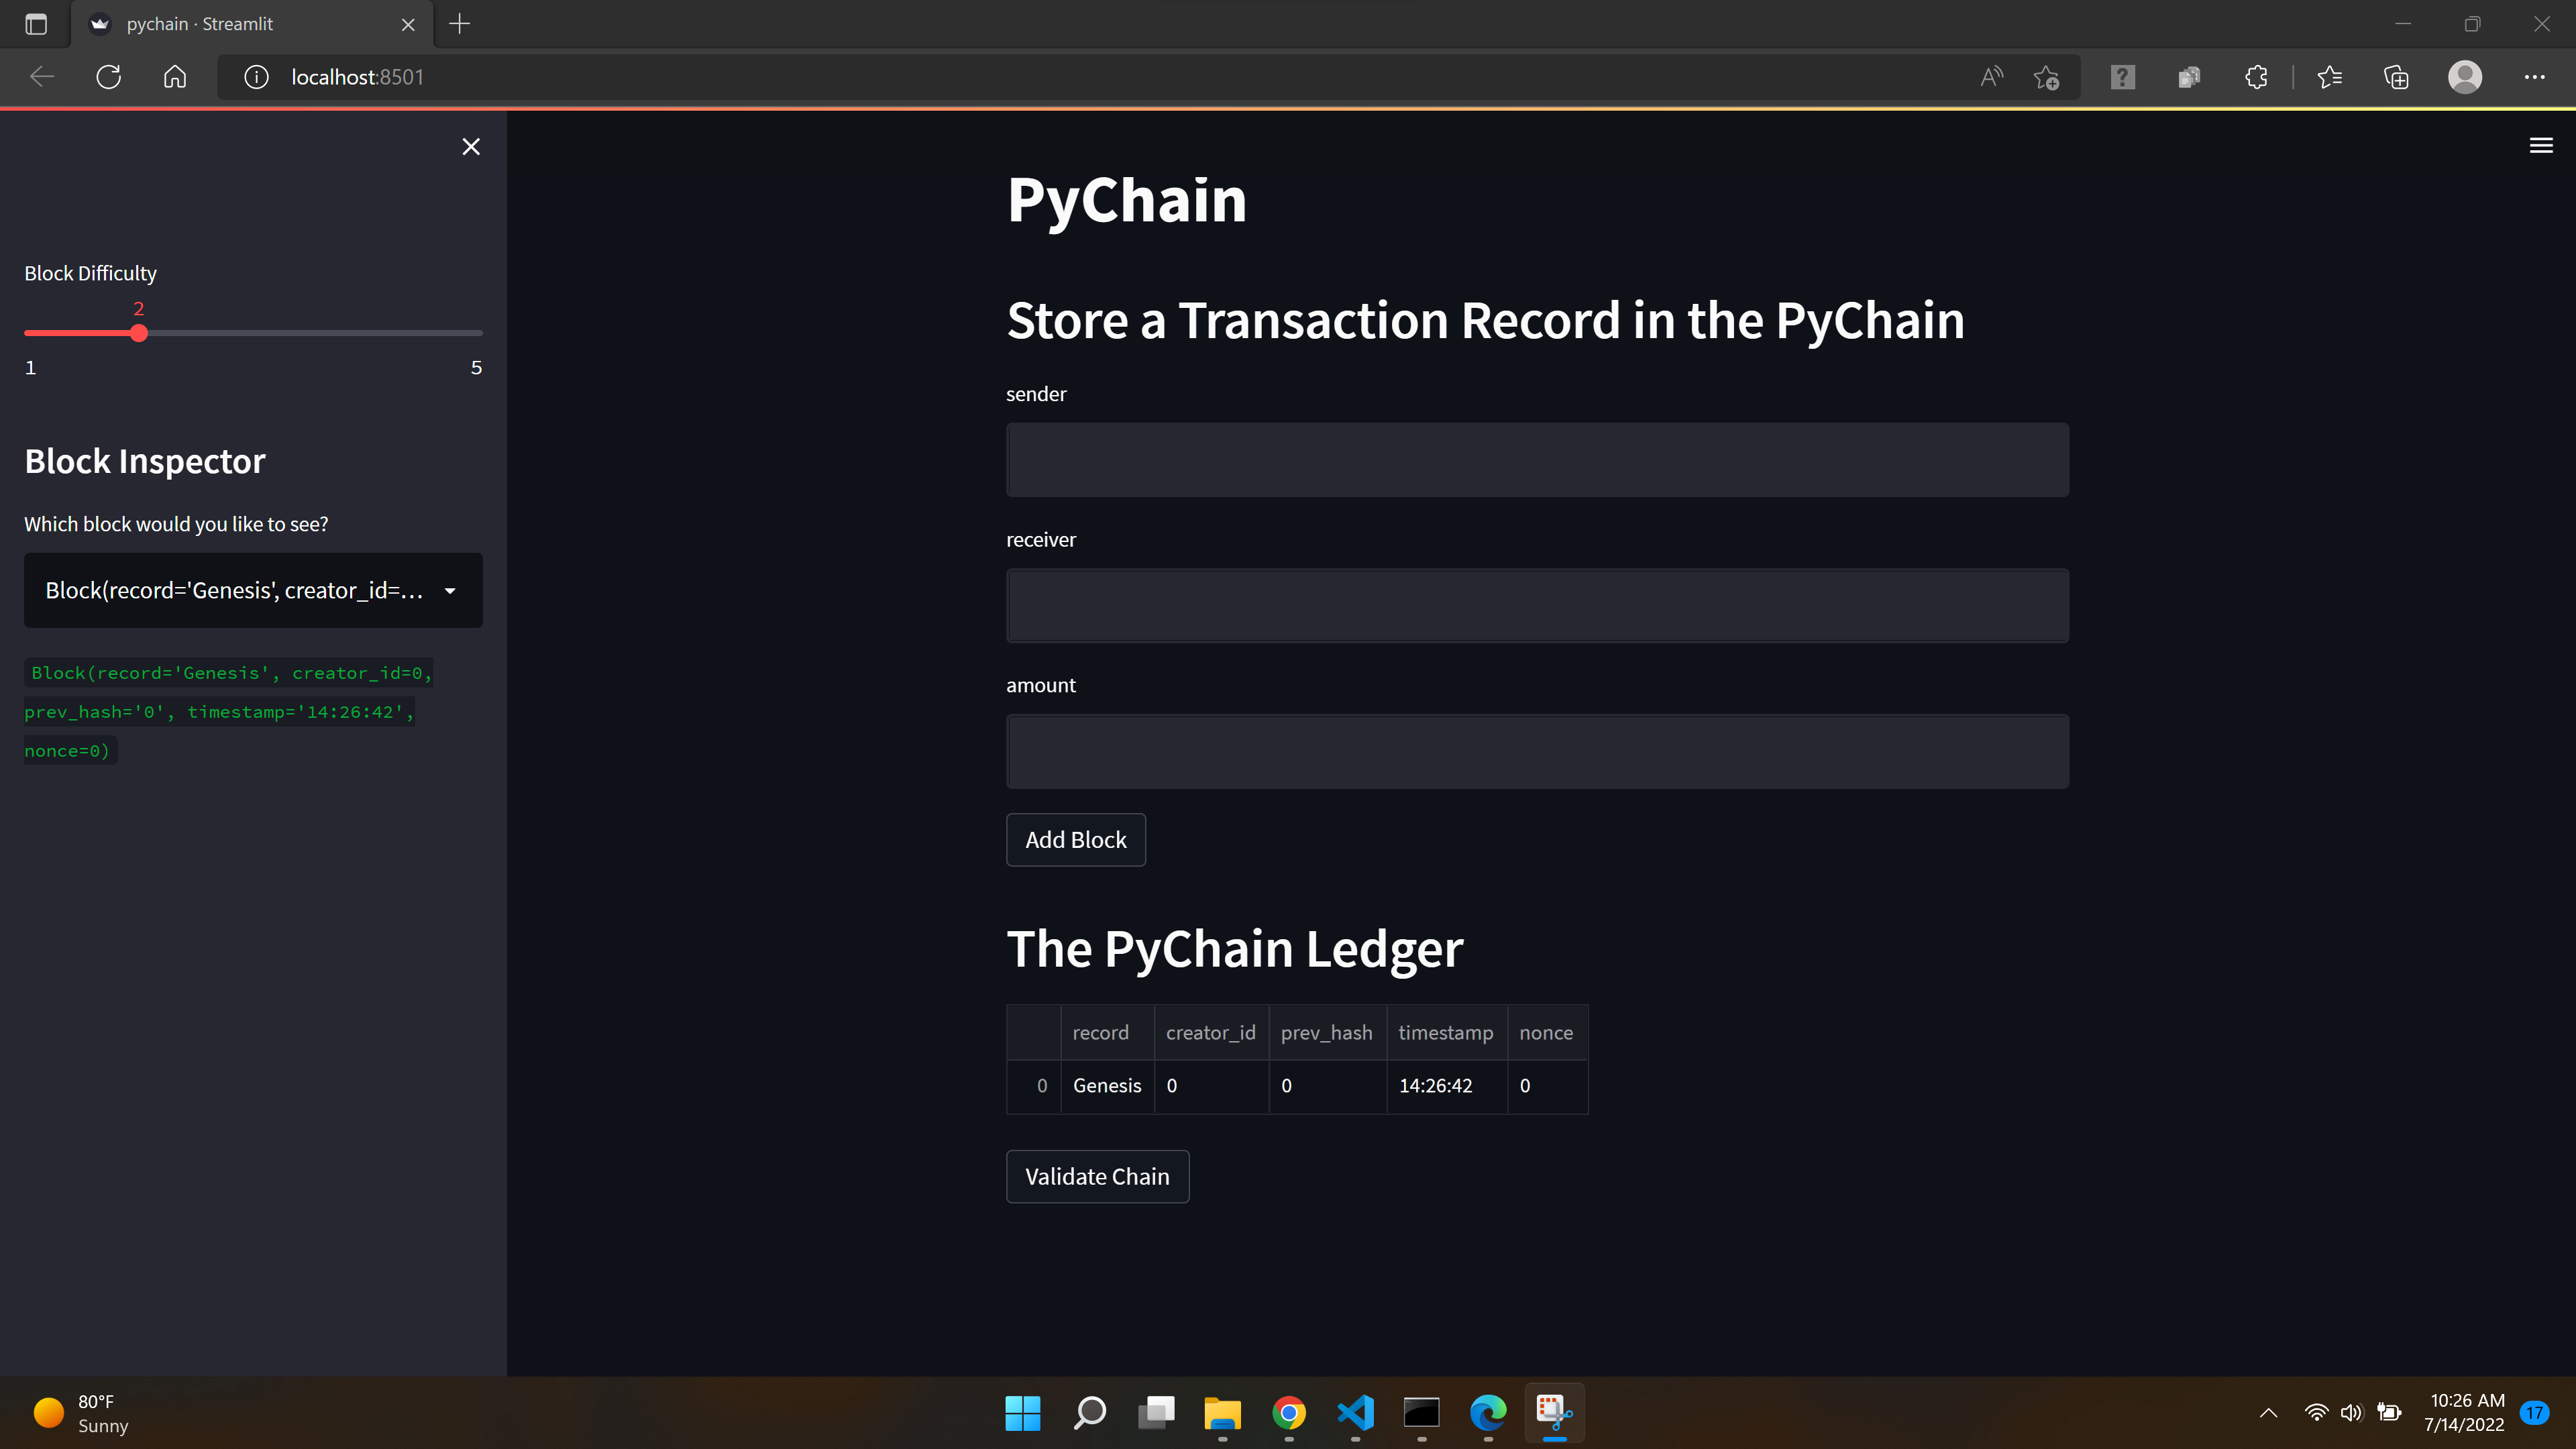 pychain · Streamlit
localhost:8501
Block Difficulty
2
1
5
Block Inspector
Which block would you like to see?
Block(record='Genesis', creator_id=...
Block(record='Genesis', creator_id=0,
prev_hash='0', timestamp='14:26:42',
nonce=0)
PyChain
Store a Transaction Record in the PyChain
sender
receiver
amount
Add Block
The PyChain Ledger
record creator_id prev_hash timestamp nonce
0 Genesis 0 0 14:26:42 0
Validate Chain
80°F
Sunny
10:26 AM
7/14/2022
17